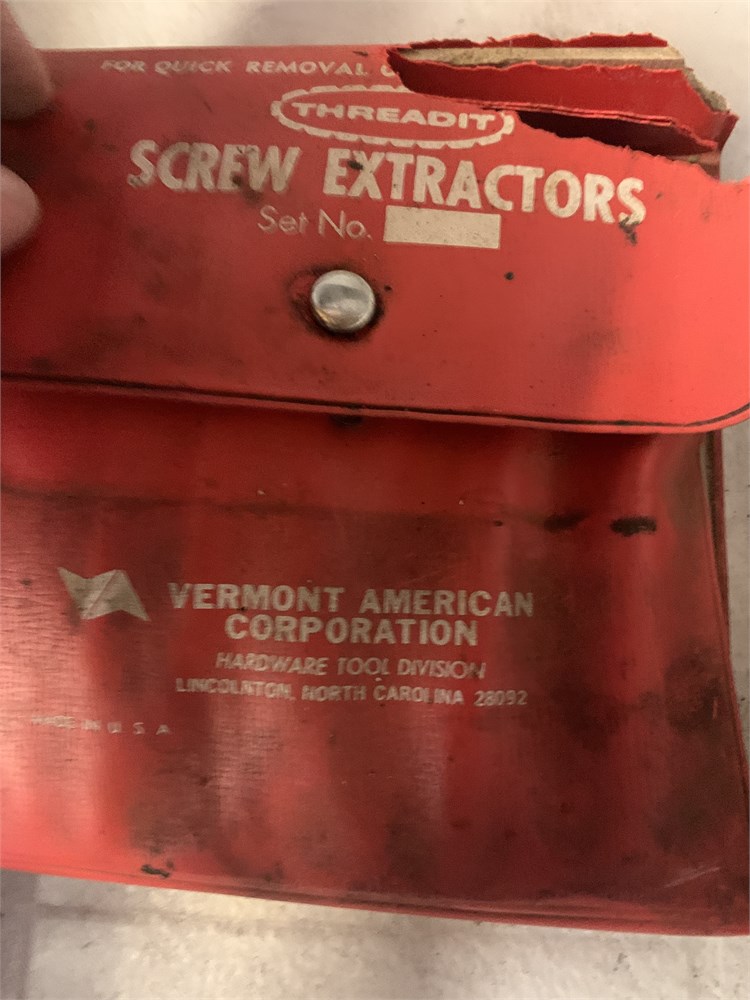 FOR QUICK REMOVAL
THREADIT
SCREW EXTRACTORS
Set No.
VERMONT AMERICAN
CORPORATION
HARDWARE TOOL DIVISION
LINCOLNTON, NORTH CAROLINA 28092
MADE IN U S A